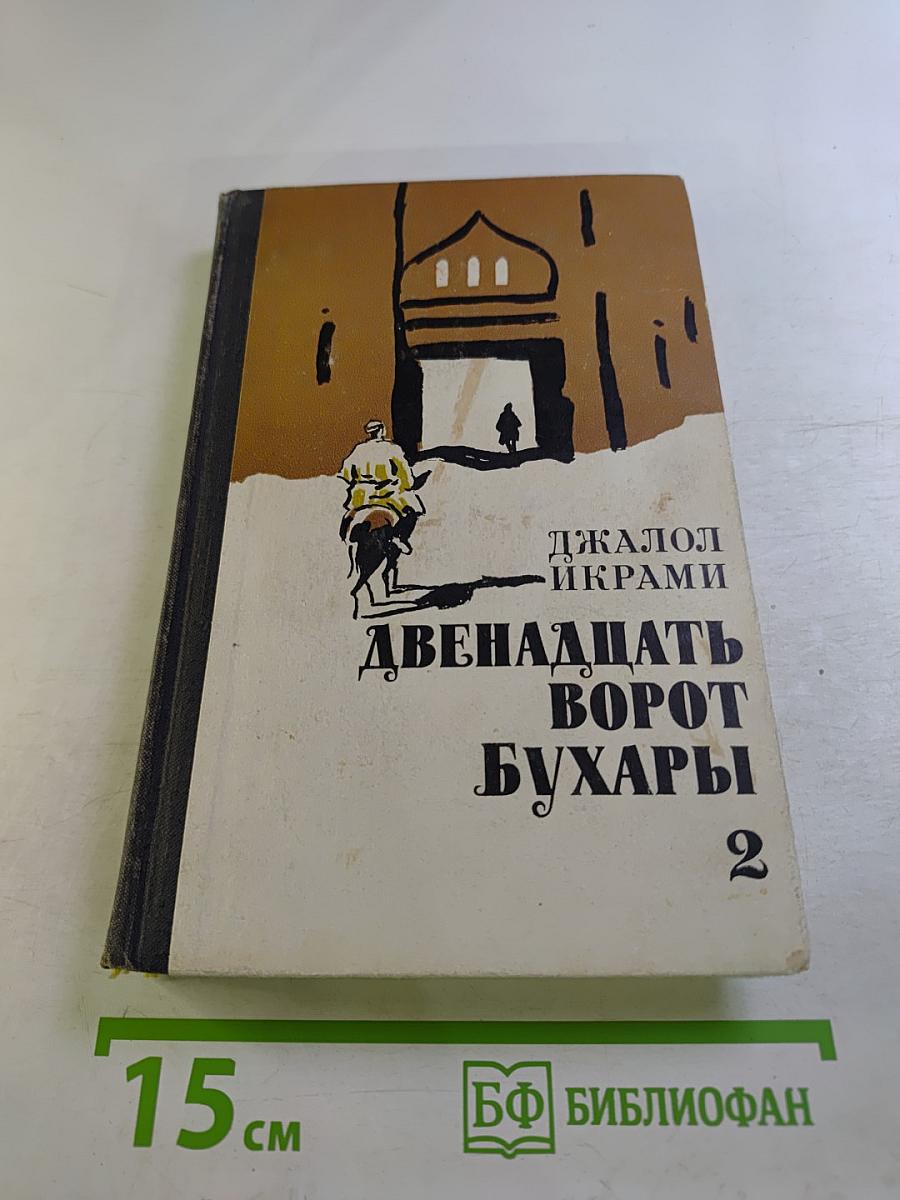 ДЖАЛОЛ
ИКРАМИ
ДВЕНАДЦАТЬ
ВОРОТ
БУХАРЫ
2
15 см
БФ БИБЛИОФАН